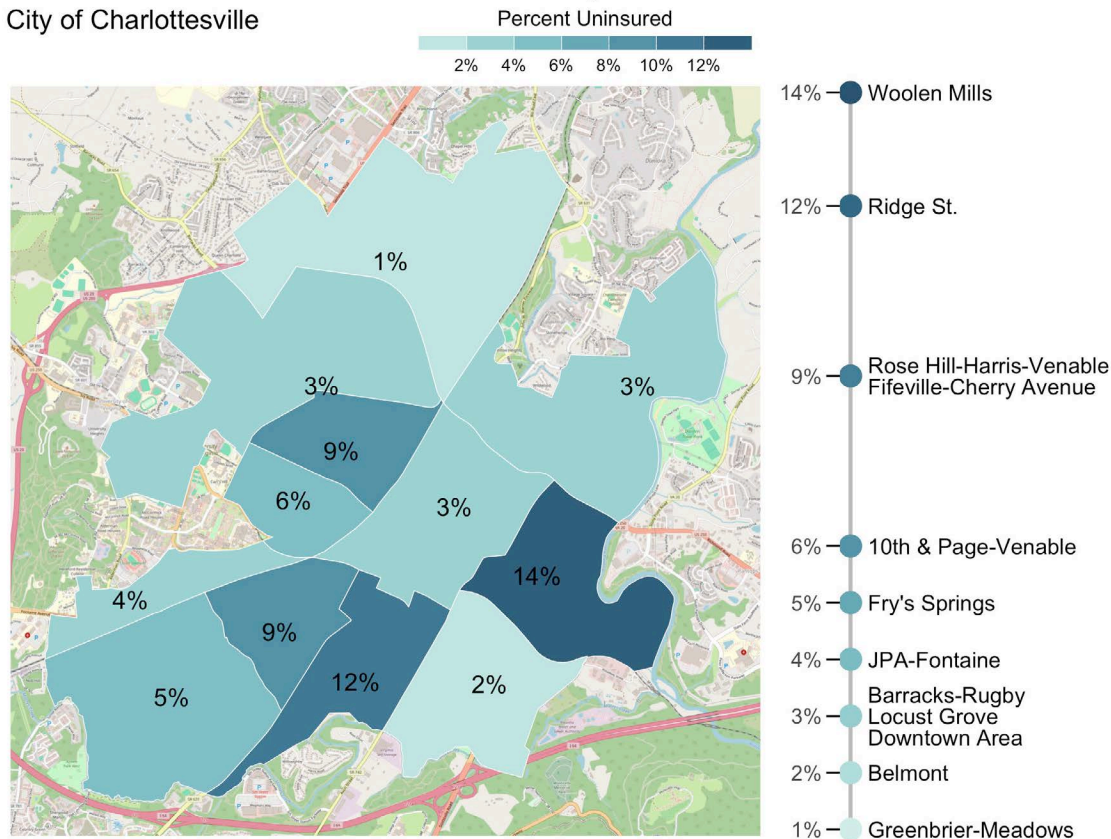 City of Charlottesville
Percent Uninsured
2% 4% 6% 8% 10% 12%
1%
3%
3%
9%
6%
3%
14%
4%
9%
12%
2%
5%
14% Woolen Mills
12% Ridge St.
9% Rose Hill-Harris-Venable
Fifeville-Cherry Avenue
6% 10th & Page-Venable
5% Fry's Springs
4% JPA-Fontaine
Barracks-Rugby
3% Locust Grove
Downtown Area
2% Belmont
1% Greenbrier-Meadows